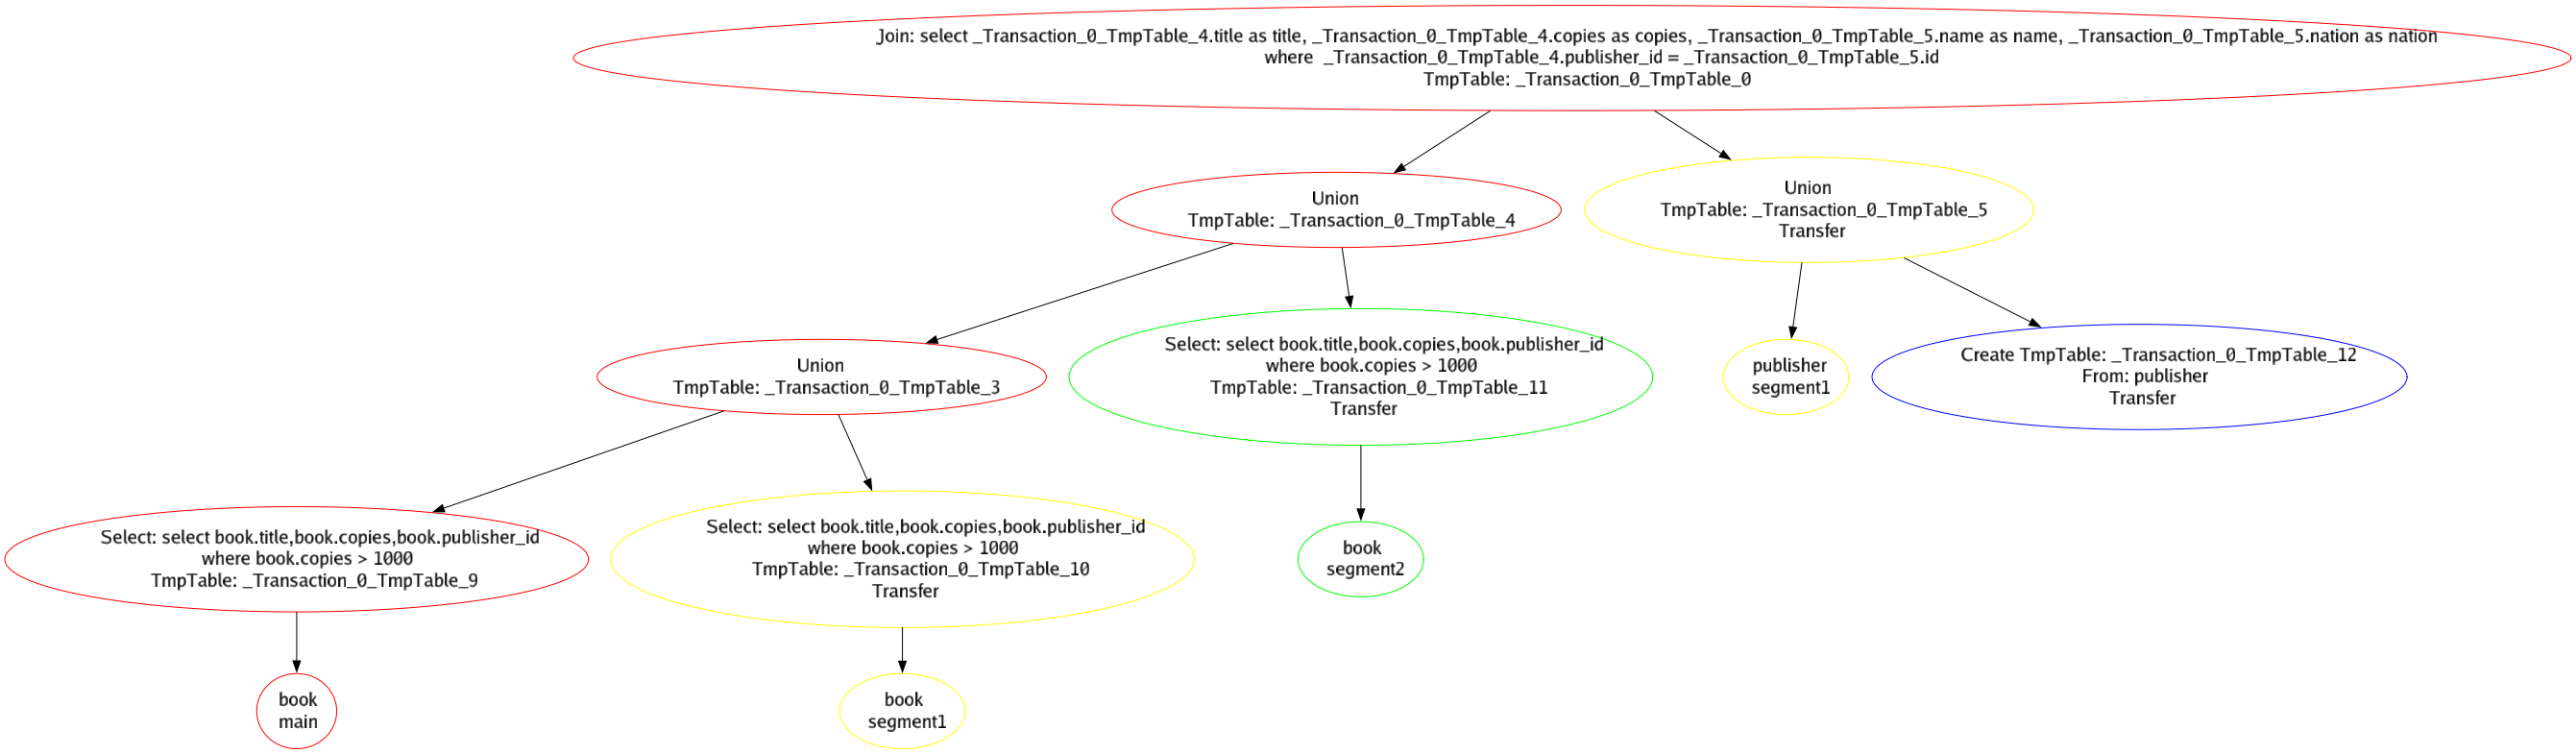 Join: select _Transaction_0_TmpTable_4.title as title, _Transaction_0_TmpTable_4.copies as copies, _Transaction_0_TmpTable_5.name as name, _Transaction_0_TmpTable_5.nation as nation
where  _Transaction_0_TmpTable_4.publisher_id = _Transaction_0_TmpTable_5.id
TmpTable: _Transaction_0_TmpTable_0
Union
TmpTable: _Transaction_0_TmpTable_4
Union
TmpTable: _Transaction_0_TmpTable_5
Transfer
Union
TmpTable: _Transaction_0_TmpTable_3
Select: select book.title,book.copies,book.publisher_id
where book.copies > 1000
TmpTable: _Transaction_0_TmpTable_11
Transfer
publisher
segment1
Create TmpTable: _Transaction_0_TmpTable_12
From: publisher
Transfer
Select: select book.title,book.copies,book.publisher_id
where book.copies > 1000
TmpTable: _Transaction_0_TmpTable_9
Select: select book.title,book.copies,book.publisher_id
where book.copies > 1000
TmpTable: _Transaction_0_TmpTable_10
Transfer
book
segment2
book
main
book
segment1